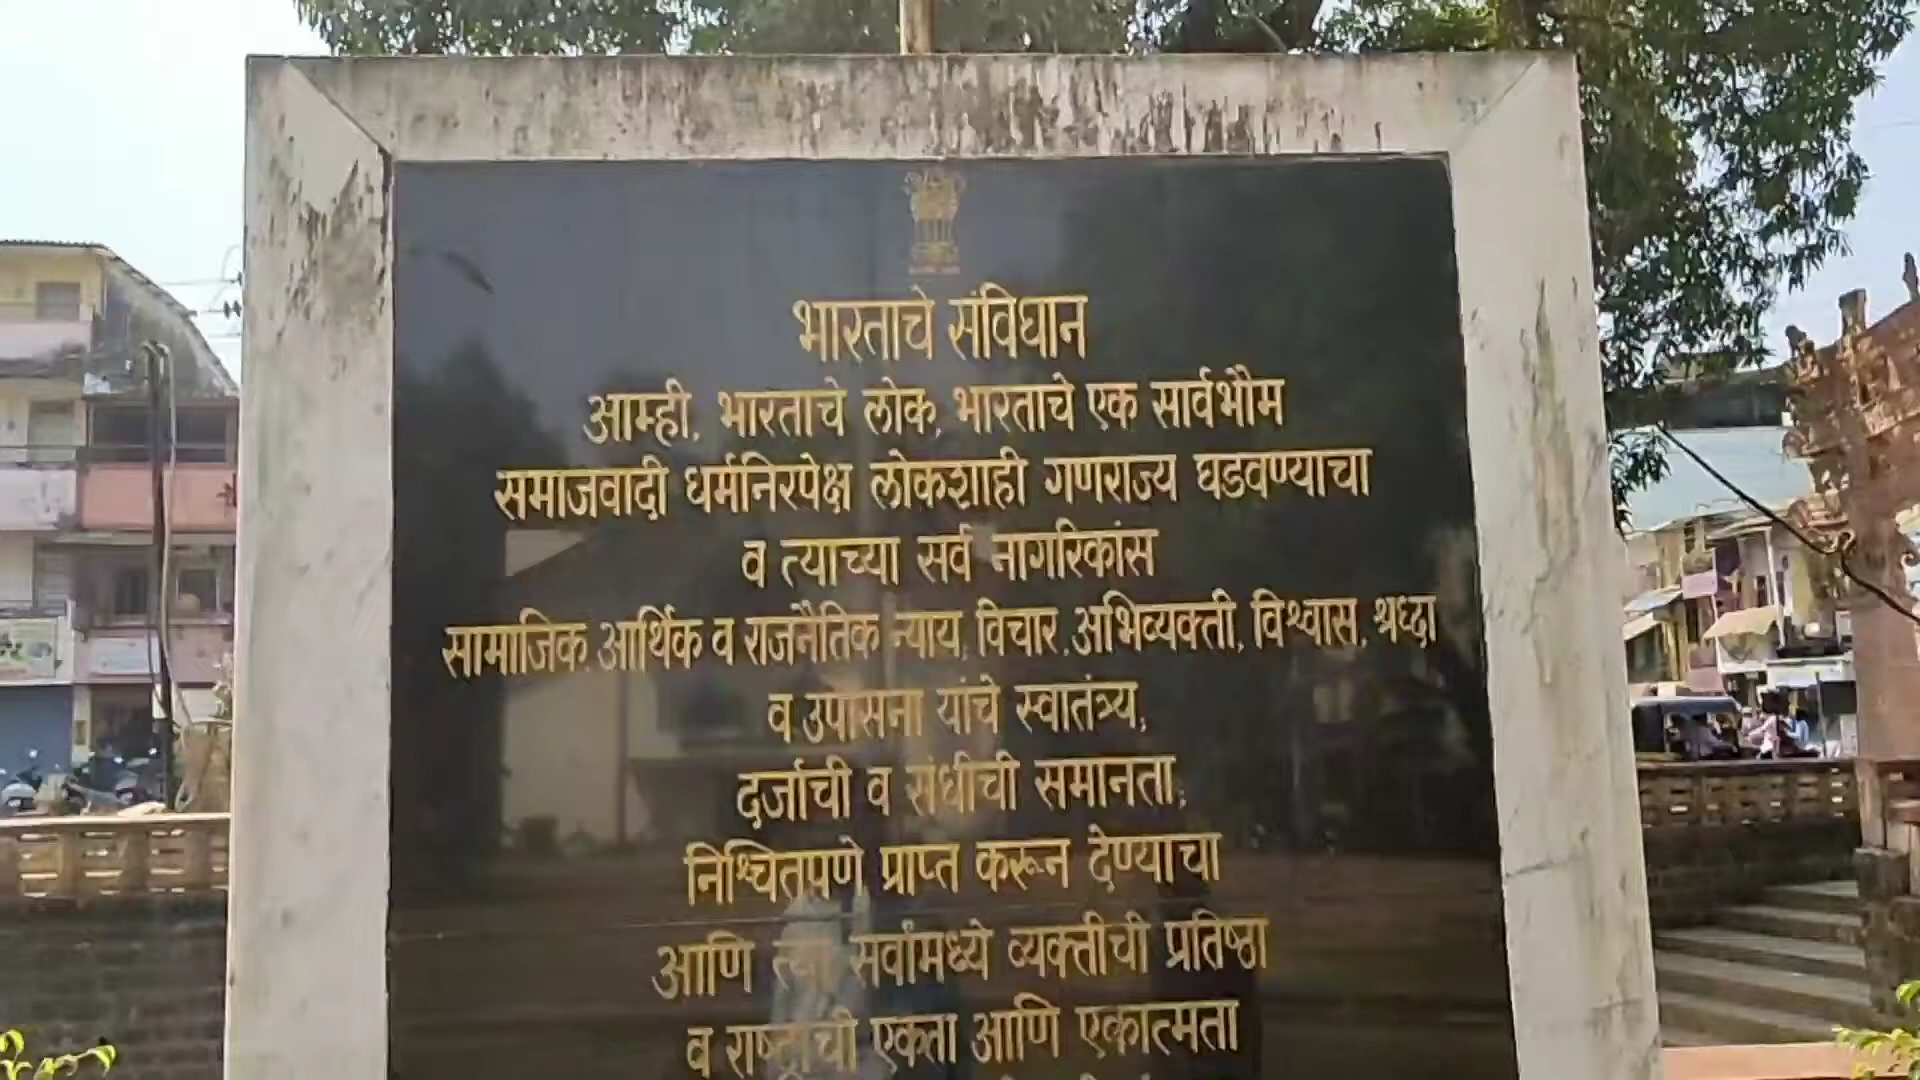 भारताचे संविधान
आम्ही, भारताचे लोक, भारताचे एक सार्वभौम
समाजवादी धर्मनिरपेक्ष लोकशाही गणराज्य घडवण्याचा
व त्याच्या सर्व नागरिकांस
सामाजिक, आर्थिक व राजनैतिक न्याय, विचार, अभिव्यक्ती, विश्वास, श्रध्दा
व उपासना यांचे स्वातंत्र्य,
दर्जाची व संधीची समानता;
निश्चितपणे प्राप्त करून देण्याचा
आणि त्या सर्वांमध्ये व्यक्तीची प्रतिष्ठा
व राष्ट्राची एकता आणि एकात्मता